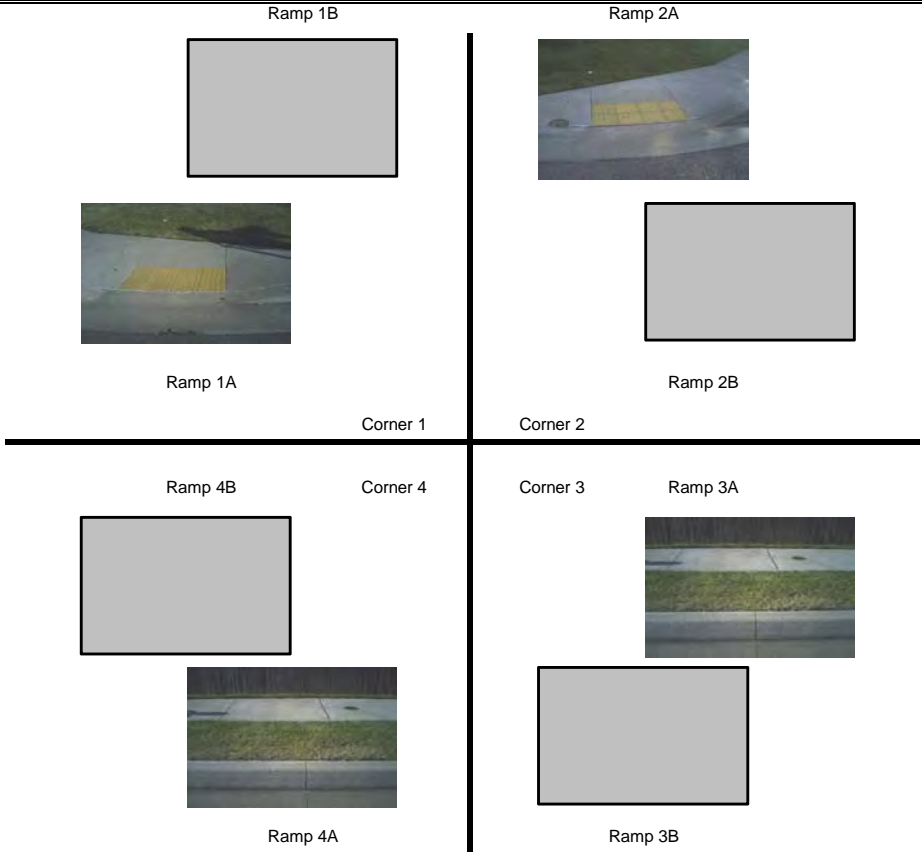 Ramp 1B
Ramp 2A
Ramp 1A
Ramp 2B
Corner 1
Corner 2
Ramp 4B
Corner 4
Corner 3
Ramp 3A
Ramp 4A
Ramp 3B